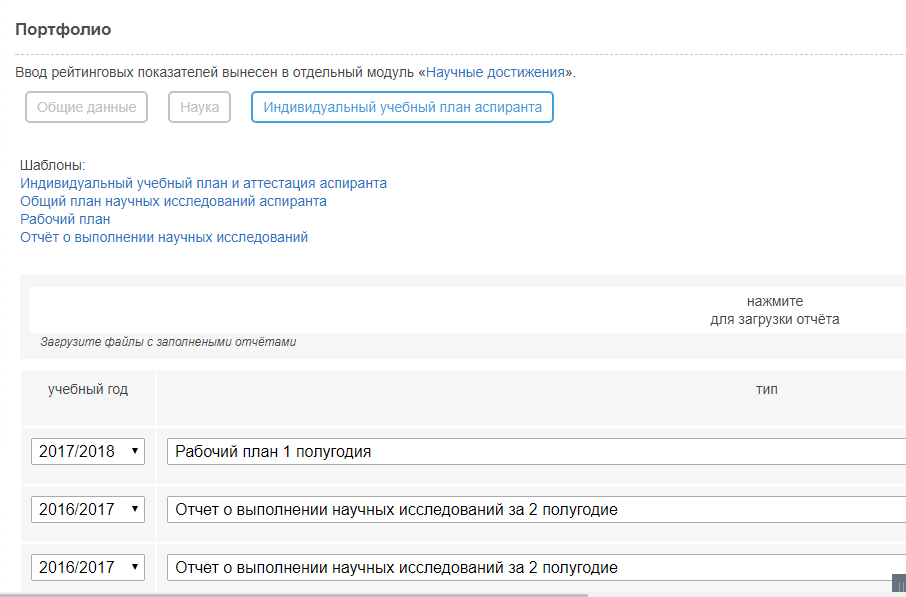 Портфолио
Ввод рейтинговых показателей вынесен в отдельный модуль «Научные достижения».
Общие данные Наука Индивидуальный учебный план аспиранта
Шаблоны:
Индивидуальный учебный план и аттестация аспиранта
Общий план научных исследований аспиранта
Рабочий план
Отчёт о выполнении научных исследований
нажмите
для загрузки отчёта
Загрузите файлы с заполнеными отчётами
учебный год тип
2017/2018 Рабочий план 1 полугодия
2016/2017 Отчет о выполнении научных исследований за 2 полугодие
2016/2017 Отчет о выполнении научных исследований за 2 полугодие